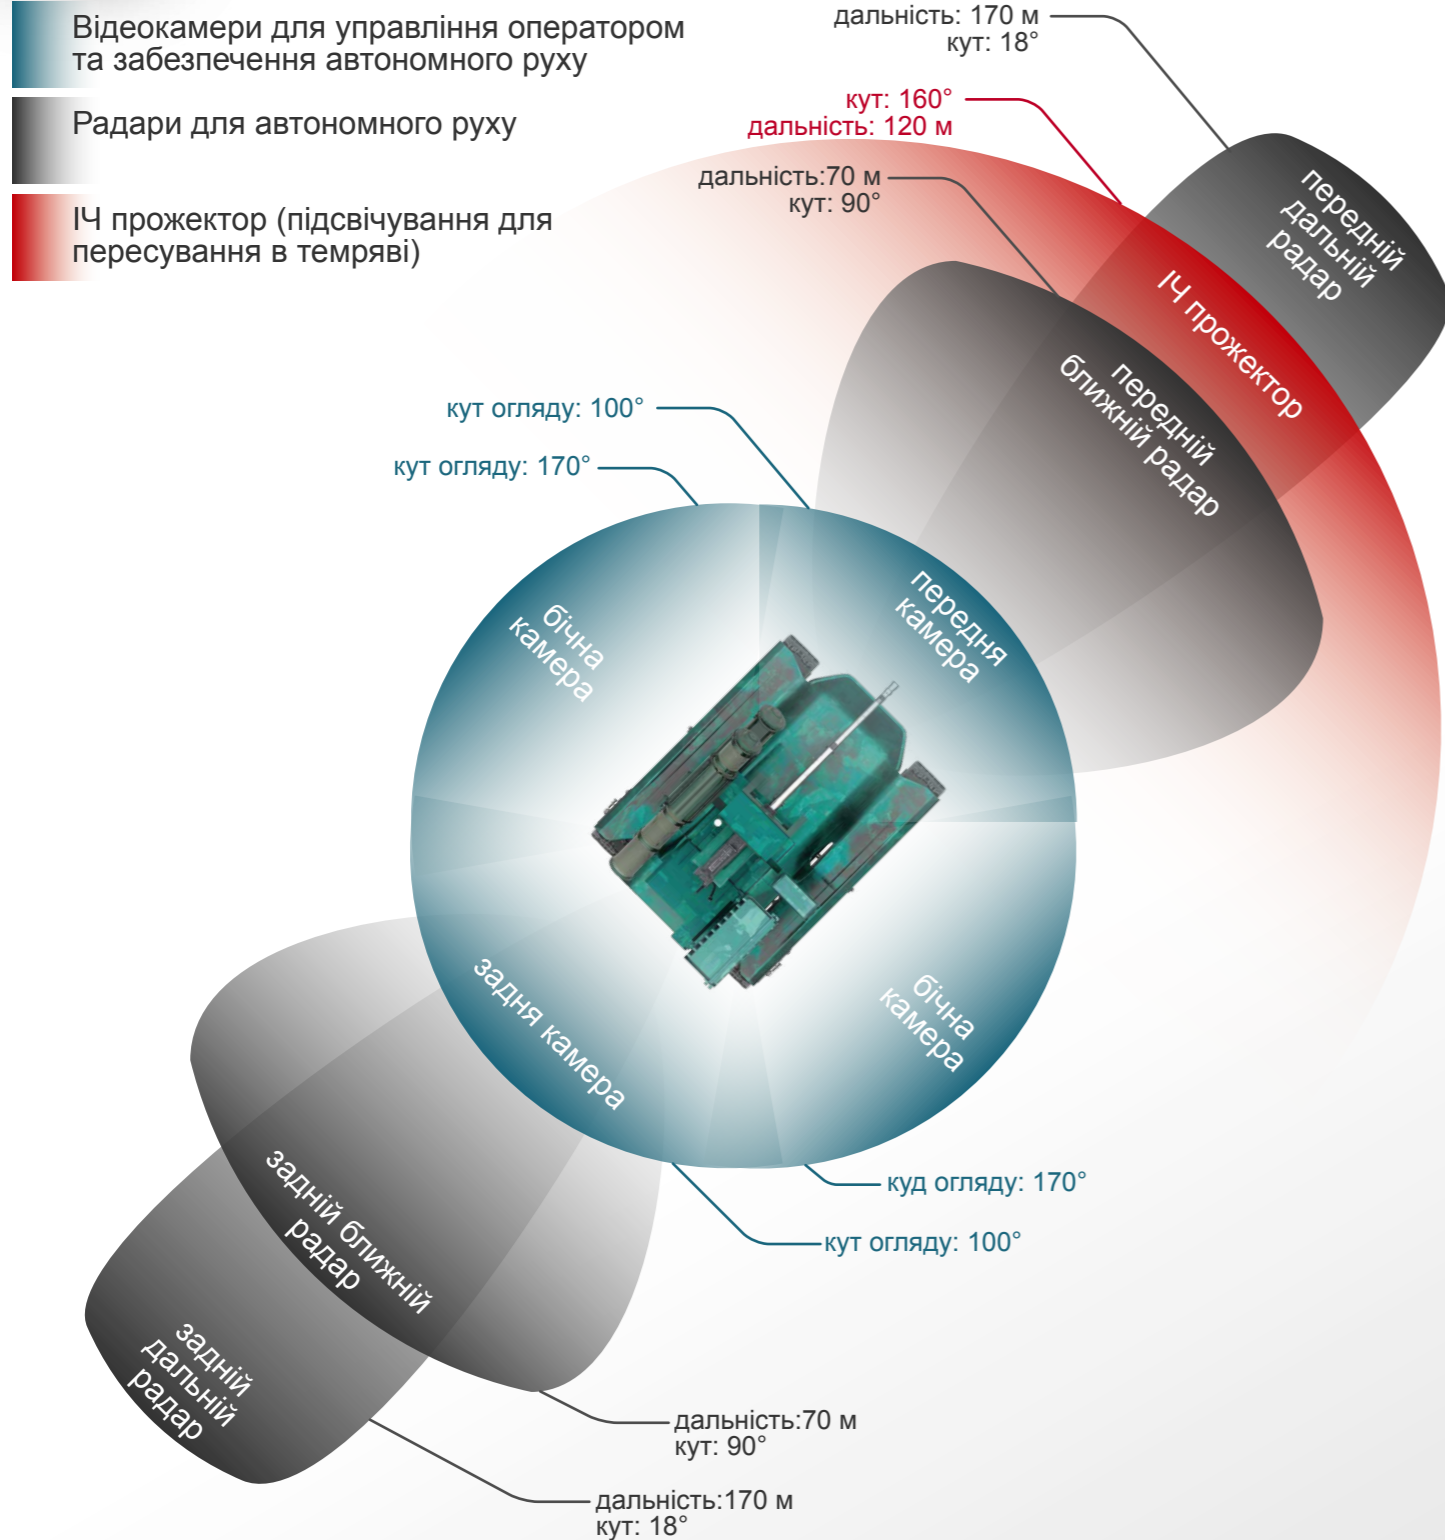 Відеокамери для управління оператором
та забезпечення автономного руху
Радари для автономного руху
ІЧ прожектор (підсвічування для
пересування в темряві)
дальність: 170 м
кут: 18°
кут: 160°
дальність: 120 м
дальність:70 м
кут: 90°
передній
дальній
радар
ІЧ прожектор
передній
ближній радар
кут огляду: 100°
кут огляду: 170°
бічна
камера
передня
камера
задня камера
бічна
камера
куд огляду: 170°
кут огляду: 100°
задній ближній
радар
задній
дальній
радар
дальність:70 м
кут: 90°
дальність:170 м
кут: 18°